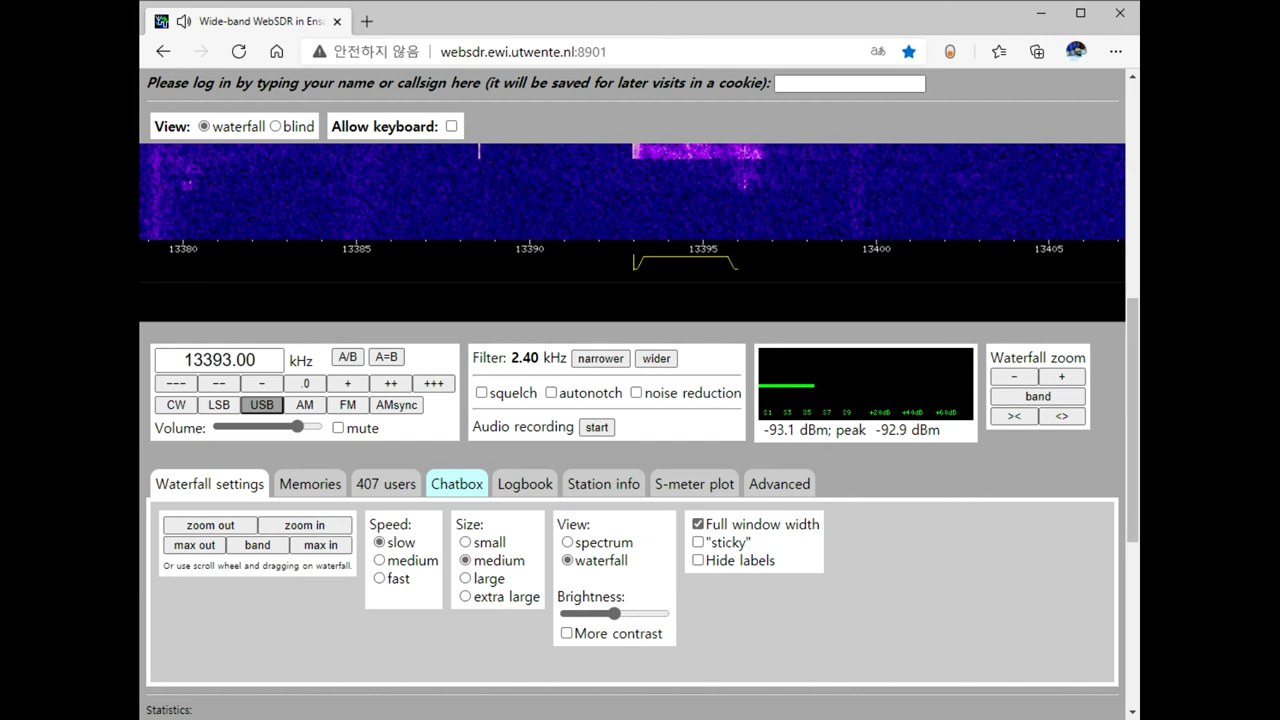 Wide-band WebSDR in Ens
안전하지 않음 websdr.ewi.utwente.nl:8901
Please log in by typing your name or callsign here (it will be saved for later visits in a cookie):
View: waterfall blind Allow keyboard:
13380 13385 13390 13395 13400 13405
13393.00 kHz A/B A=B
--- -- - .0 + ++ +++
CW LSB USB AM FM AMsync
Volume: mute
Filter: 2.40 kHz narrower wider
squelch autonotch noise reduction
Audio recording start
S1 S3 S5 S7 S9 +20dB +40dB +60dB
-93.1 dBm; peak -92.9 dBm
Waterfall zoom
- +
band
>< <>
Waterfall settings Memories 407 users Chatbox Logbook Station info S-meter plot Advanced
zoom out zoom in
max out band max in
Or use scroll wheel and dragging on waterfall.
Speed:
slow
medium
fast
Size:
small
medium
large
extra large
View:
spectrum
waterfall
Brightness:
More contrast
Full window width
"sticky"
Hide labels
Statistics: